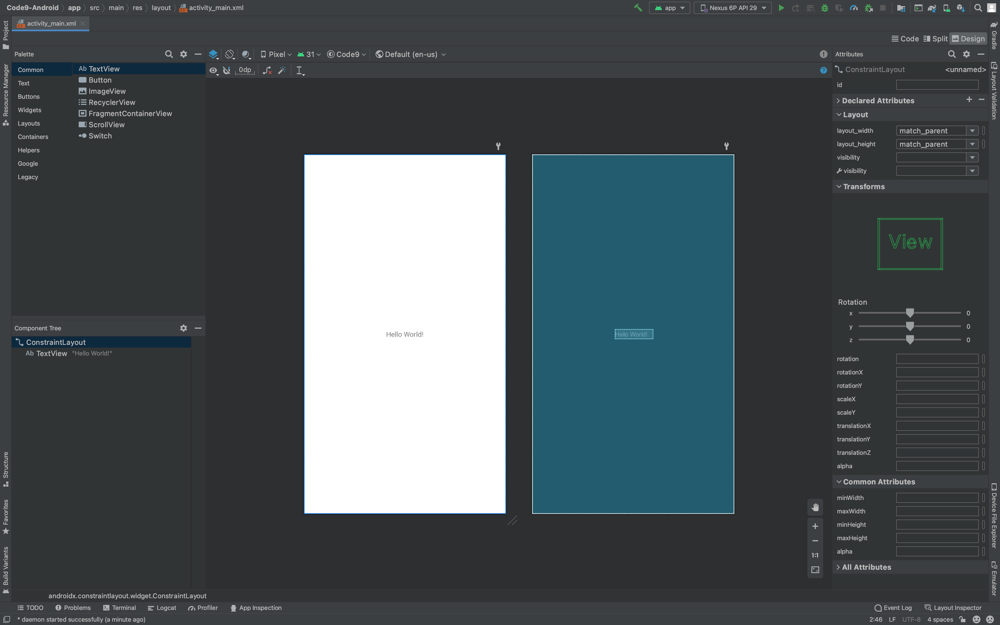 Code9-Android app src main res layout activity_main.xml app Nexus 6P API 29
activity_main.xml
Code Split Design
Palette Pixel 31 Code9 Default (en-us) Attributes
0dp ConstraintLayout <unnamed>
Common
Text
Buttons
Widgets
Layouts
Containers
Helpers
Google
Legacy
Ab TextView
Button
ImageView
RecyclerView
FragmentContainerView
ScrollView
Switch
Component Tree
ConstraintLayout
Ab TextView "Hello World!"
Hello World!
Hello World!
1:1
id
Declared Attributes
Layout
layout_width match_parent
layout_height match_parent
visibility
visibility
Transforms
View
Rotation
x 0
y 0
z 0
rotation
rotationX
rotationY
scaleX
scaleY
translationX
translationY
translationZ
alpha
Common Attributes
minWidth
maxWidth
minHeight
maxHeight
alpha
All Attributes
Project
Resource Manager
Structure
Favorites
Build Variants
Gradle
Layout Validation
Device File Explorer
Emulator
androidx.constraintlayout.widget.ConstraintLayout
TODO Problems Terminal Logcat Profiler App Inspection Event Log Layout Inspector
* daemon started successfully (a minute ago) 2:46 LF UTF-8 4 spaces